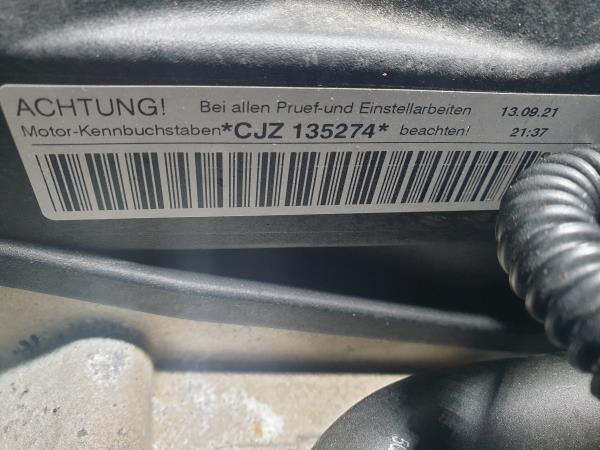 ACHTUNG! Bei allen Pruef-und Einstellarbeiten 13.09.21
Motor-Kennbuchstaben *CJZ 135274* beachten! 21:37